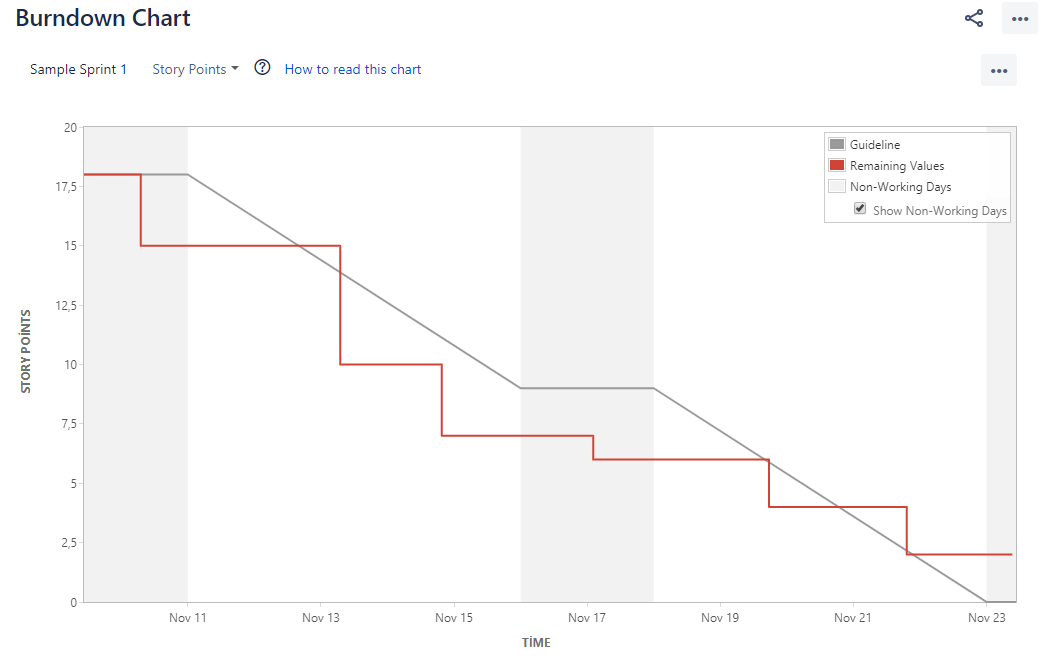 Burndown Chart
Sample Sprint 1 Story Points How to read this chart
Guideline
Remaining Values
Non-Working Days
Show Non-Working Days
20
17,5
15
12,5
10
7,5
5
2,5
0
STORY POİNTS
Nov 11 Nov 13 Nov 15 Nov 17 Nov 19 Nov 21 Nov 23
TİME